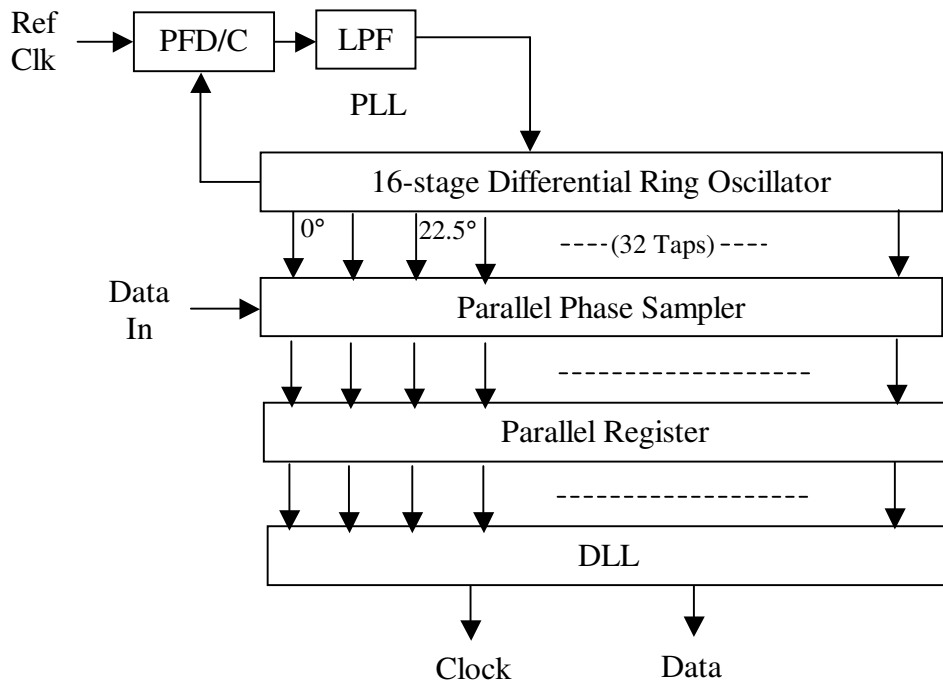 Ref
Clk
PFD/C
LPF
PLL
16-stage Differential Ring Oscillator
0°
22.5°
----(32 Taps)----
Data
In
Parallel Phase Sampler
Parallel Register
DLL
Clock
Data